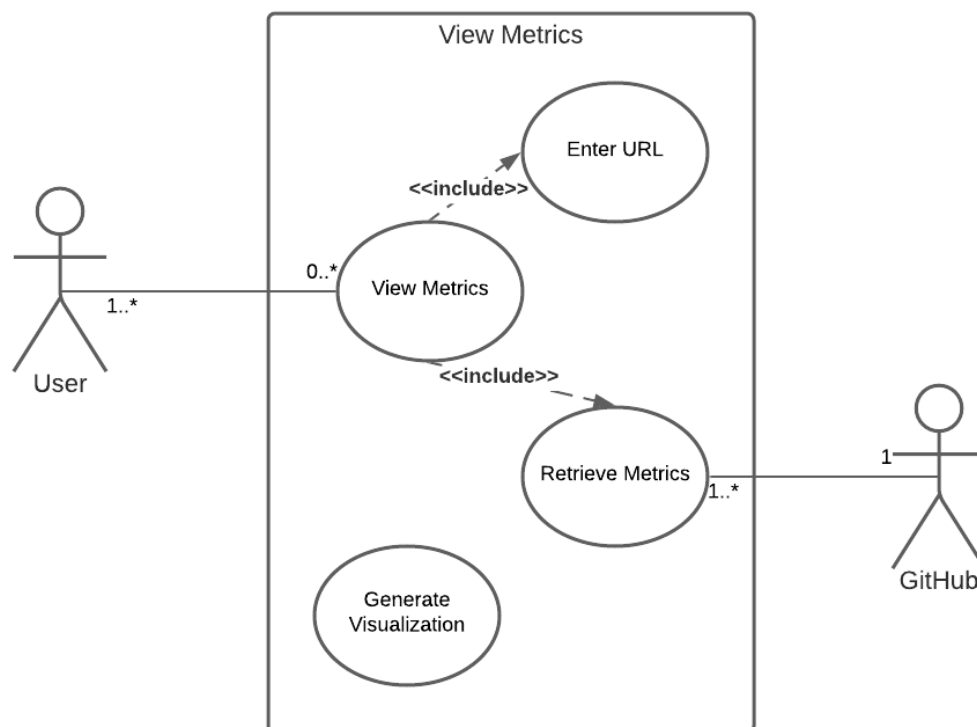 View Metrics
Enter URL
<<include>>
0..*
View Metrics
1..*
User
<<include>>
Retrieve Metrics
1
1..*
GitHub
Generate
Visualization